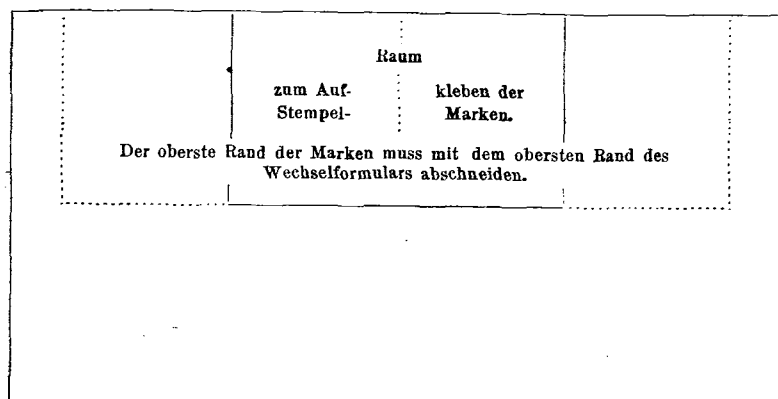 Raum
zum Auf- kleben der
Stempel- Marken.
Der oberste Rand der Marken muss mit dem obersten Rand des
Wechselformulars abschneiden.